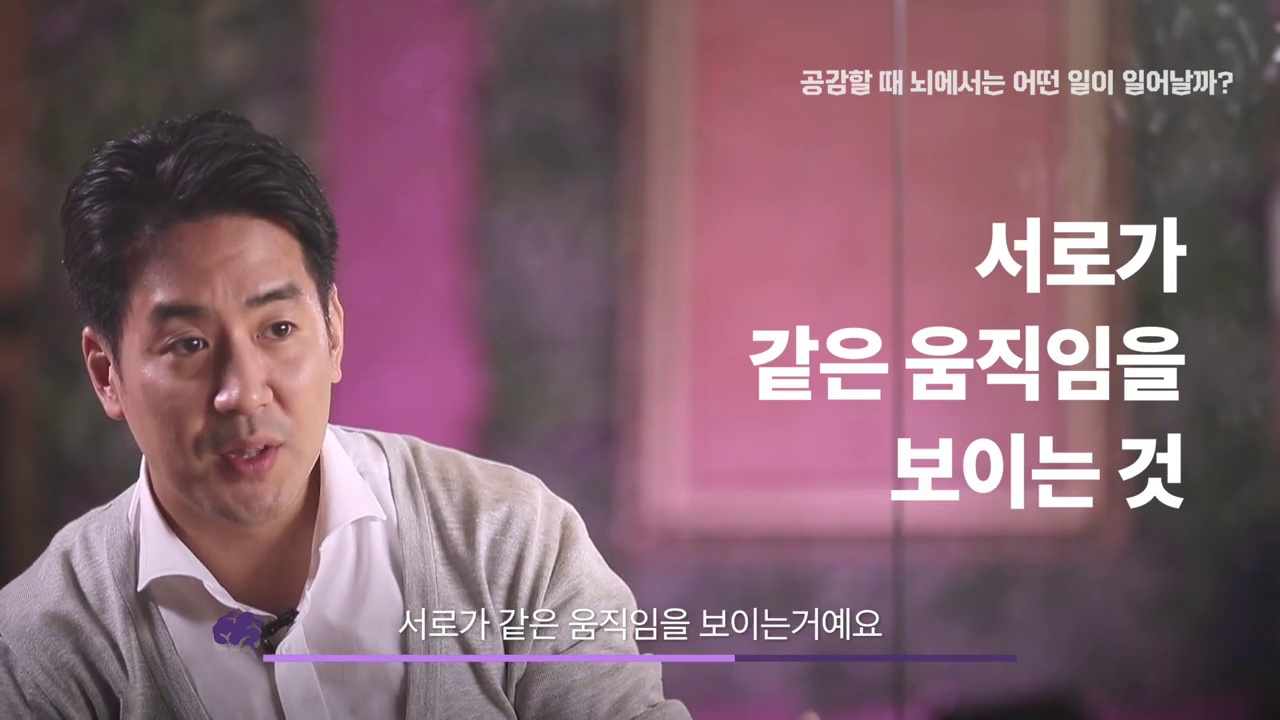 공감할 때 뇌에서는 어떤 일이 일어날까?
서로가
같은 움직임을
보이는 것
서로가 같은 움직임을 보이는거예요